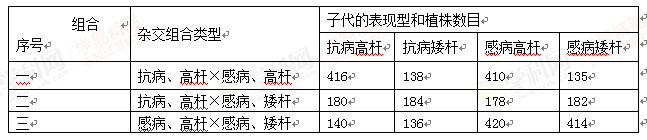 组合
序号
杂交组合类型
子代的表现型和植株数目
抗病高杆 抗病矮杆 感病高杆 感病矮杆
一 抗病、高杆×感病、高杆 416 138 410 135
二 抗病、高杆×感病、矮杆 180 184 178 182
三 感病、高杆×感病、矮杆 140 136 420 414